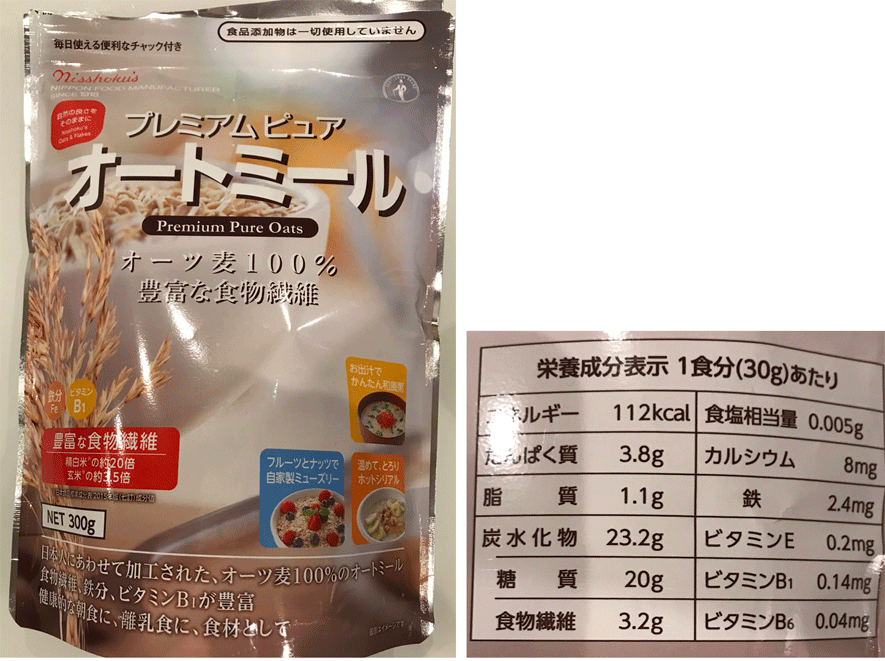 食品添加物は一切使用していません
毎日使える便利なチャック付き
nisshoku's
NIPPON FOOD MANUFACTURER
SINCE 1918
自然の良さを
そのままに
Nisshoku's
Oats & Flakes
プレミアム ピュア
オートミール
Premium Pure Oats
オーツ麦100%
豊富な食物繊維
お出汁で
かんたん和風粥
鉄分
Fe
ビタミン
B1
豊富な食物繊維
精白米*の約20倍
玄米*の約3.5倍
フルーツとナッツで
自家製ミューズリー
温めて、とろり
ホットシリアル
NET 300g
日本人にあわせて加工された、オーツ麦100%のオートミール
食物繊維、鉄分、ビタミンB1が豊富
健康的な朝食に、離乳食に、食材として
栄養成分表示 1食分(30g)あたり
エネルギー 112kcal 食塩相当量 0.005g
たんぱく質 3.8g カルシウム 8mg
脂質 1.1g 鉄 2.4mg
炭水化物 23.2g ビタミンE 0.2mg
糖質 20g ビタミンB1 0.14mg
食物繊維 3.2g ビタミンB6 0.04mg